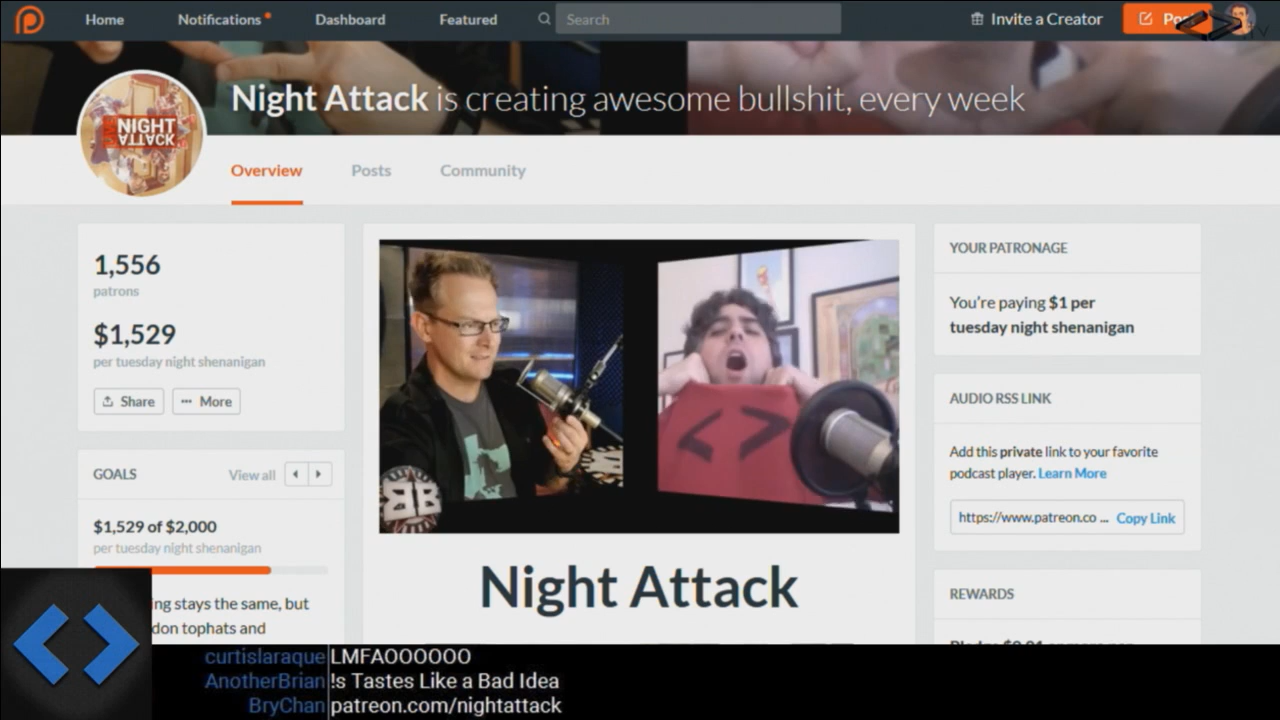 Home
Notifications
Dashboard
Featured
Search
Invite a Creator
Night Attack is creating awesome bullshit, every week
NIGHT
ATTACK
Overview
Posts
Community
1,556
patrons
$1,529
per tuesday night shenanigan
Share
More
GOALS
View all
$1,529 of $2,000
per tuesday night shenanigan
ing stays the same, but
don tophats and
BB
Night Attack
YOUR PATRONAGE
You're paying $1 per
tuesday night shenanigan
AUDIO RSS LINK
Add this private link to your favorite
podcast player. Learn More
https://www.patreon.co ... Copy Link
REWARDS
curtislaraque LMFAOOOOOO
AnotherBrian !s Tastes Like a Bad Idea
BryChan patreon.com/nightattack